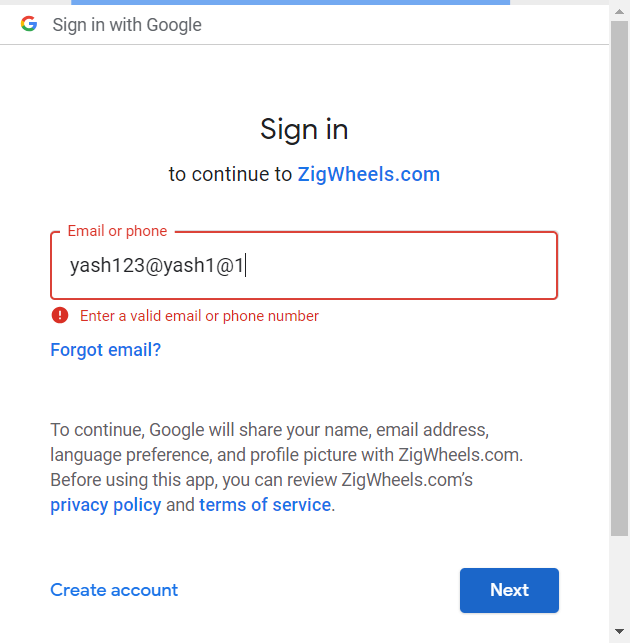 Sign in with Google
Sign in
to continue to ZigWheels.com
Email or phone
yash123@yash1@1
Enter a valid email or phone number
Forgot email?
To continue, Google will share your name, email address,
language preference, and profile picture with ZigWheels.com.
Before using this app, you can review ZigWheels.com's
privacy policy and terms of service.
Create account
Next